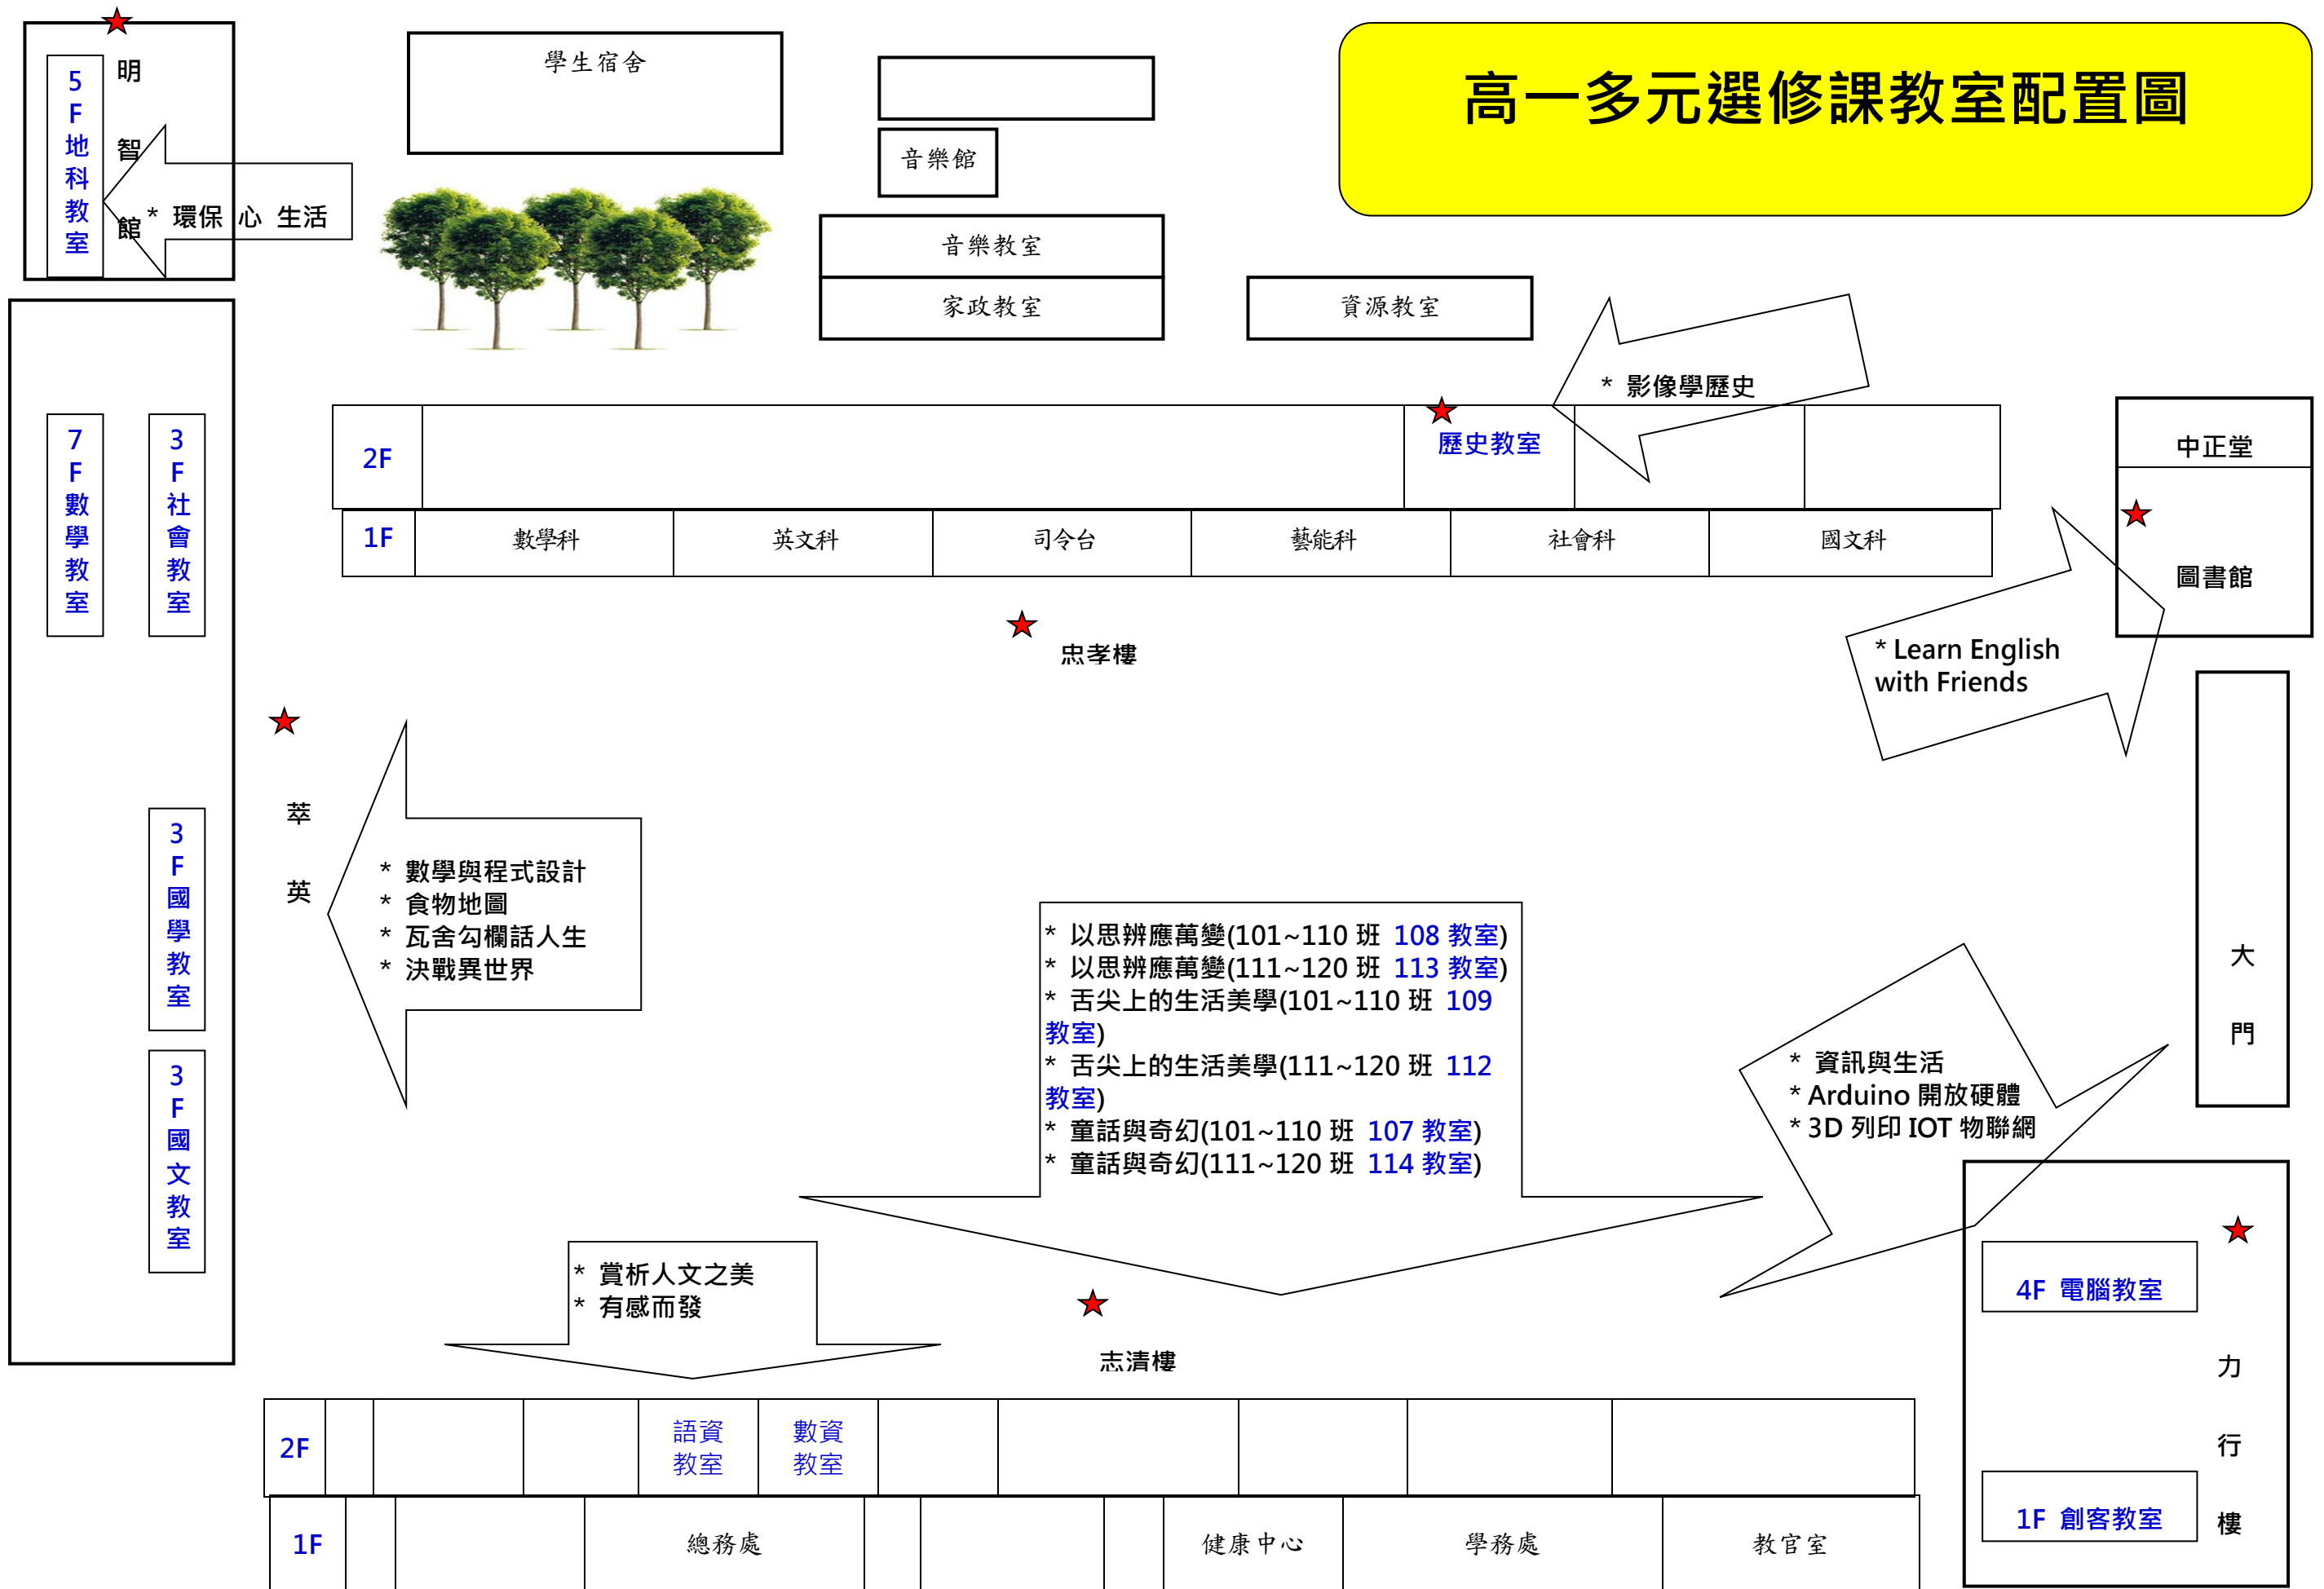 高一多元選修課教室配置圖
明智館
5F地科教室
* 環保 心 生活
學生宿舍
音樂館
音樂教室
家政教室
資源教室
* 影像學歷史
7F數學教室
3F社會教室
3F國學教室
3F國文教室
2F
歷史教室
1F
數學科
英文科
司令台
藝能科
社會科
國文科
忠孝樓
中正堂
圖書館
* Learn English
with Friends
大門
萃英
* 數學與程式設計
* 食物地圖
* 瓦舍勾欄話人生
* 決戰異世界
* 以思辨應萬變(101~110 班 108 教室)
* 以思辨應萬變(111~120 班 113 教室)
* 舌尖上的生活美學(101~110 班 109
教室)
* 舌尖上的生活美學(111~120 班 112
教室)
* 童話與奇幻(101~110 班 107 教室)
* 童話與奇幻(111~120 班 114 教室)
* 資訊與生活
* Arduino 開放硬體
* 3D 列印 IOT 物聯網
* 賞析人文之美
* 有感而發
志清樓
4F 電腦教室
1F 創客教室
力行樓
2F
語資
教室
數資
教室
1F
總務處
健康中心
學務處
教官室